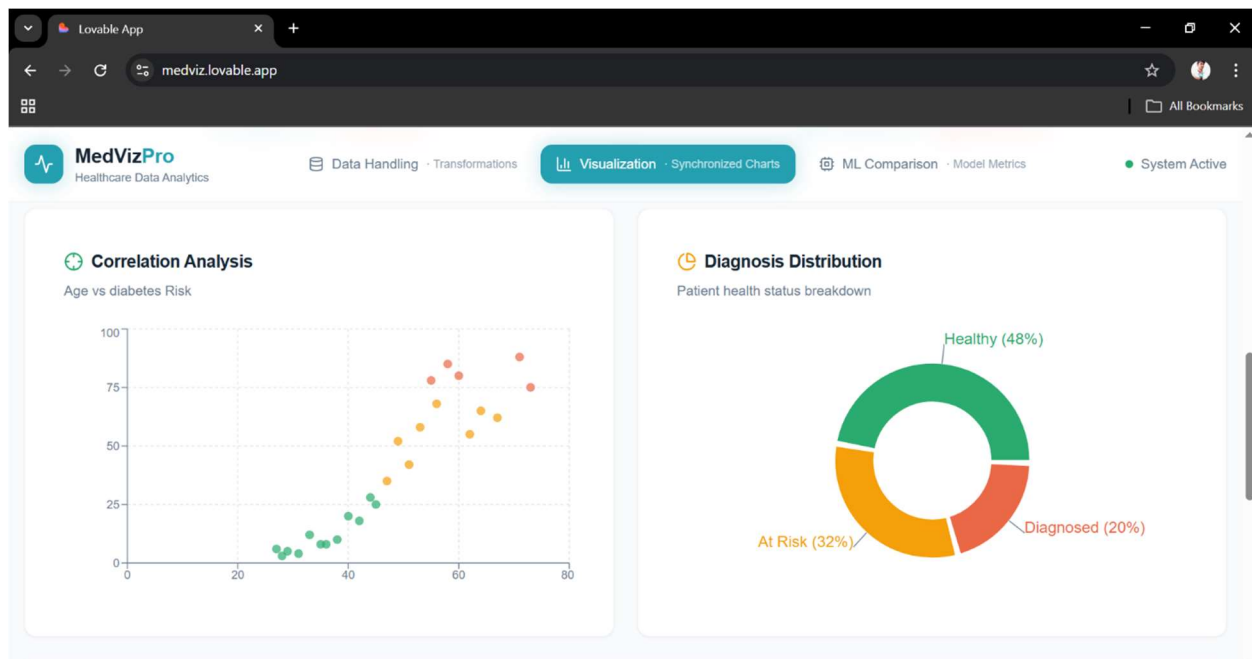 Lovable App
medviz.lovable.app
All Bookmarks
MedVizPro
Healthcare Data Analytics
Data Handling · Transformations
Visualization · Synchronized Charts
ML Comparison · Model Metrics
System Active
Correlation Analysis
Age vs diabetes Risk
100
75
50
25
0
0 20 40 60 80
Diagnosis Distribution
Patient health status breakdown
Healthy (48%)
Diagnosed (20%)
At Risk (32%)